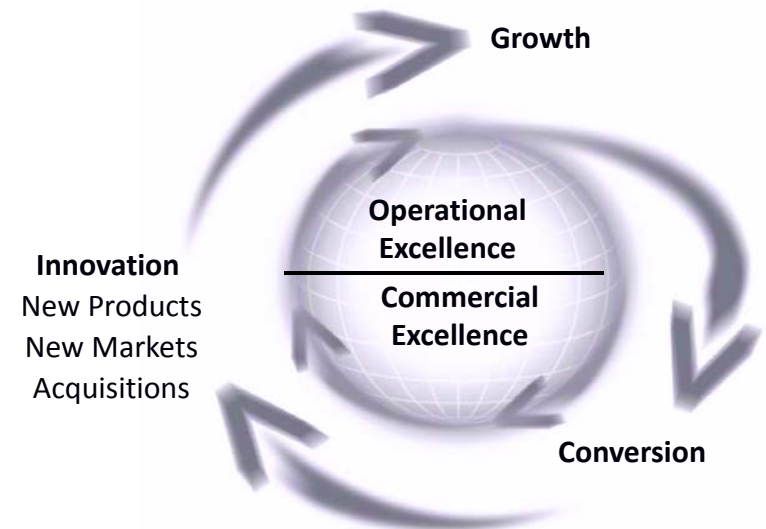 Growth
Operational
Excellence
Commercial
Excellence
Innovation
New Products
New Markets
Acquisitions
Conversion